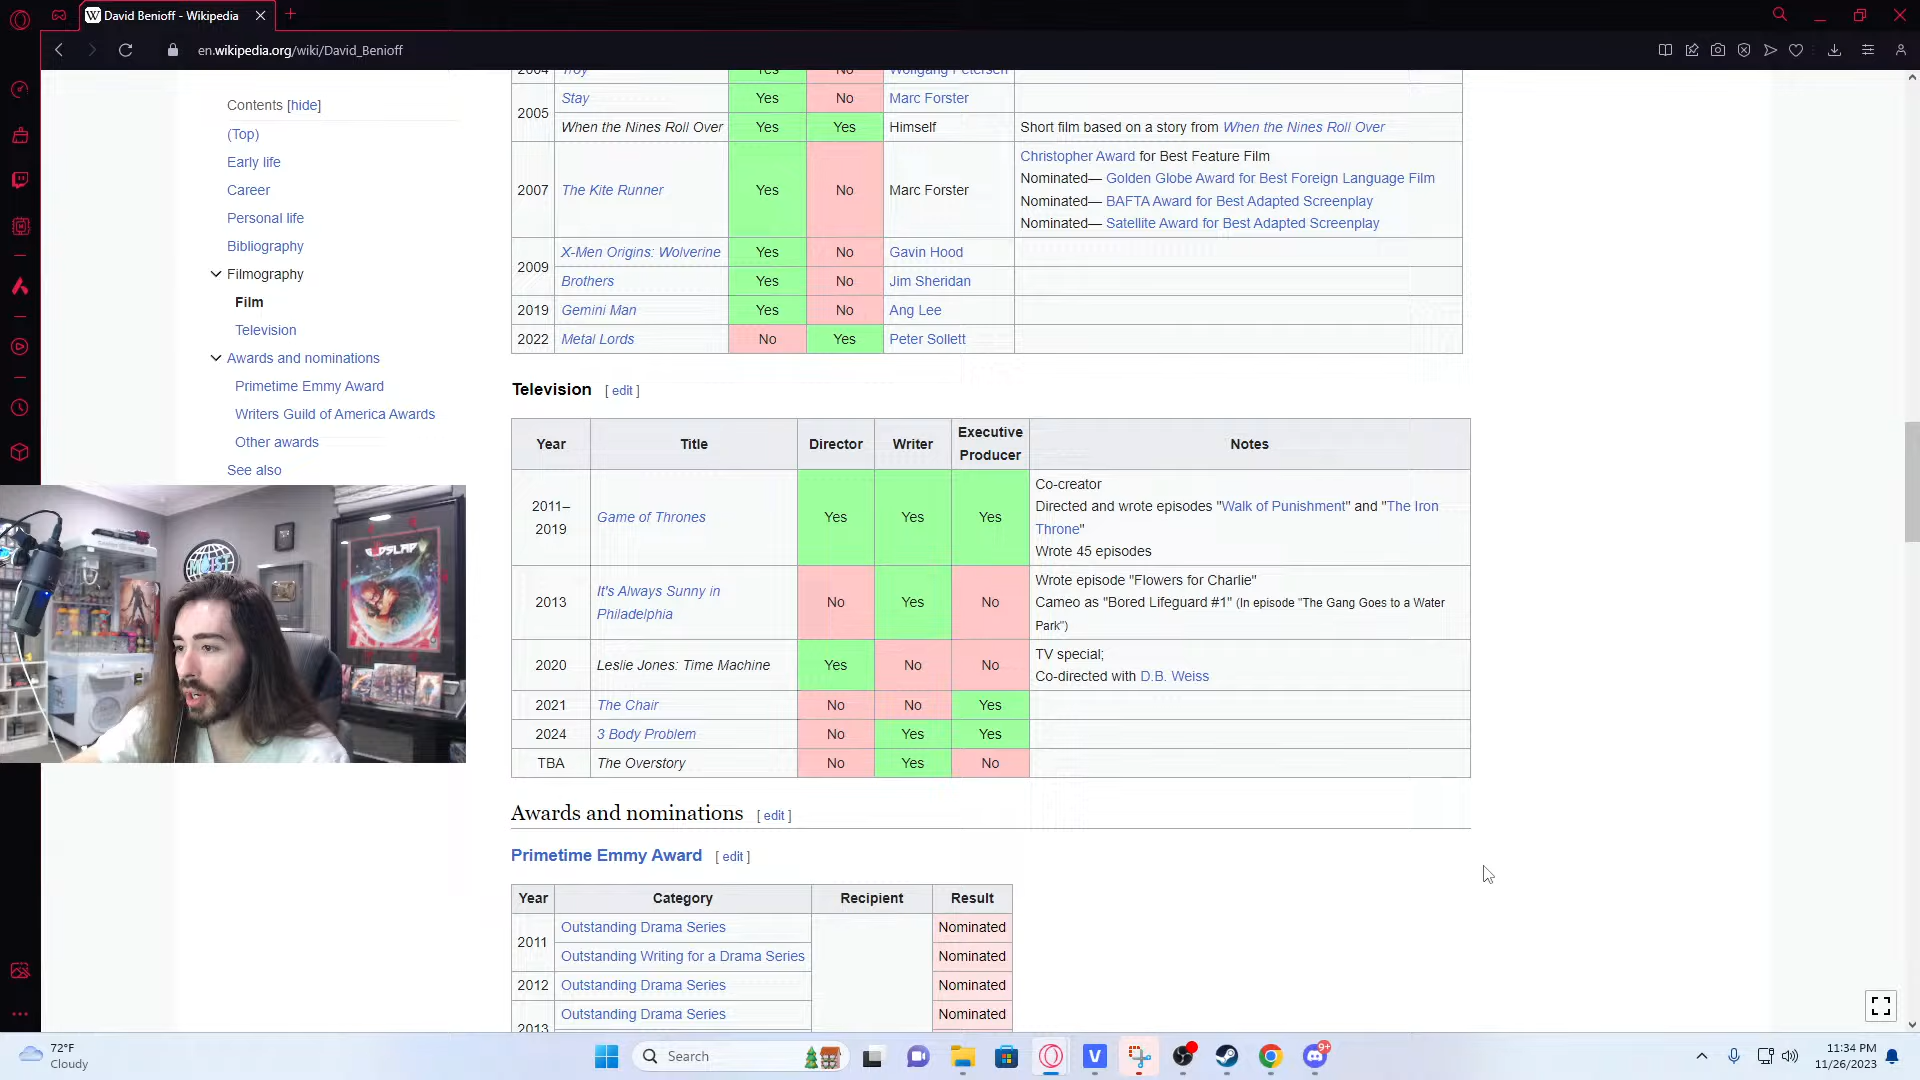 David Benioff - Wikipedia
en.wikipedia.org/wiki/David_Benioff
Contents [hide]
(Top)
Early life
Career
Personal life
Bibliography
Filmography
Film
Television
Awards and nominations
Primetime Emmy Award
Writers Guild of America Awards
Other awards
See also
2004 Troy Yes No Wolfgang Petersen
2005 Stay Yes No Marc Forster
When the Nines Roll Over Yes Yes Himself Short film based on a story from When the Nines Roll Over
2007 The Kite Runner Yes No Marc Forster
Christopher Award for Best Feature Film
Nominated— Golden Globe Award for Best Foreign Language Film
Nominated— BAFTA Award for Best Adapted Screenplay
Nominated— Satellite Award for Best Adapted Screenplay
2009 X-Men Origins: Wolverine Yes No Gavin Hood
Brothers Yes No Jim Sheridan
2019 Gemini Man Yes No Ang Lee
2022 Metal Lords No Yes Peter Sollett
Television [ edit ]
Year Title Director Writer Executive Producer Notes
2011–
2019
Game of Thrones Yes Yes Yes
Co-creator
Directed and wrote episodes "Walk of Punishment" and "The Iron
Throne"
Wrote 45 episodes
2013 It's Always Sunny in
Philadelphia
No Yes No
Wrote episode "Flowers for Charlie"
Cameo as "Bored Lifeguard #1" (In episode "The Gang Goes to a Water
Park")
2020 Leslie Jones: Time Machine Yes No No
TV special;
Co-directed with D.B. Weiss
2021 The Chair No No Yes
2024 3 Body Problem No Yes Yes
TBA The Overstory No Yes No
Awards and nominations [ edit ]
Primetime Emmy Award [ edit ]
Year Category Recipient Result
2011 Outstanding Drama Series Nominated
Outstanding Writing for a Drama Series Nominated
2012 Outstanding Drama Series Nominated
2013 Outstanding Drama Series Nominated
MOIST
72°F
Cloudy
Search
V
9+
11:34 PM
11/26/2023